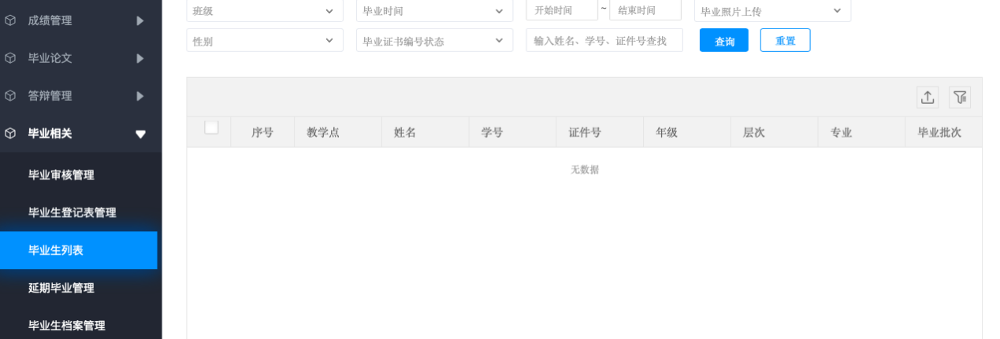 成绩管理
毕业论文
答辩管理
毕业相关
毕业审核管理
毕业生登记表管理
毕业生列表
延期毕业管理
毕业生档案管理
班级 毕业时间 开始时间 ~ 结束时间 毕业照片上传
性别 毕业证书编号状态 输入姓名、学号、证件号查找 查询 重置
序号 教学点 姓名 学号 证件号 年级 层次 专业 毕业批次
无数据